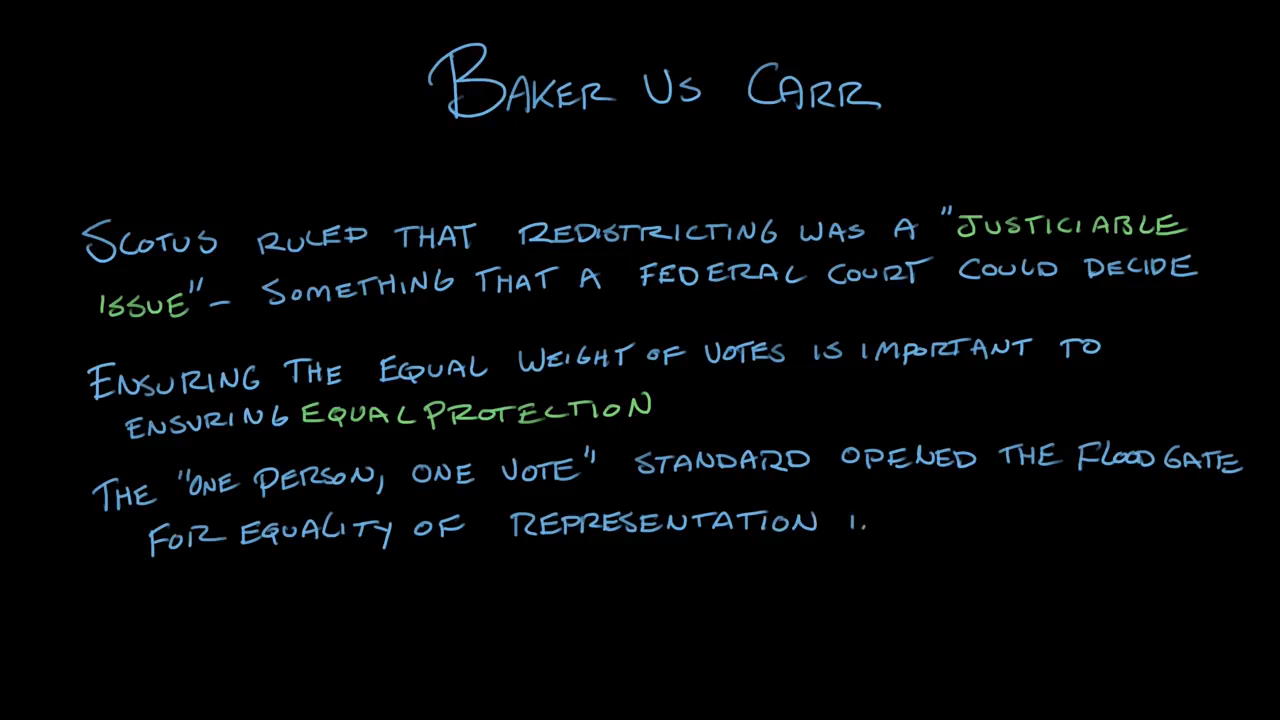 BAKER VS CARR
SCOTUS RULED THAT REDISTRICTING WAS A "JUSTICIABLE
ISSUE" - SOMETHING THAT A FEDERAL COURT COULD DECIDE
ENSURING THE EQUAL WEIGHT OF VOTES IS IMPORTANT TO
ENSURING EQUAL PROTECTION
THE "ONE PERSON, ONE VOTE" STANDARD OPENED THE FLOODGATE
FOR EQUALITY OF REPRESENTATION